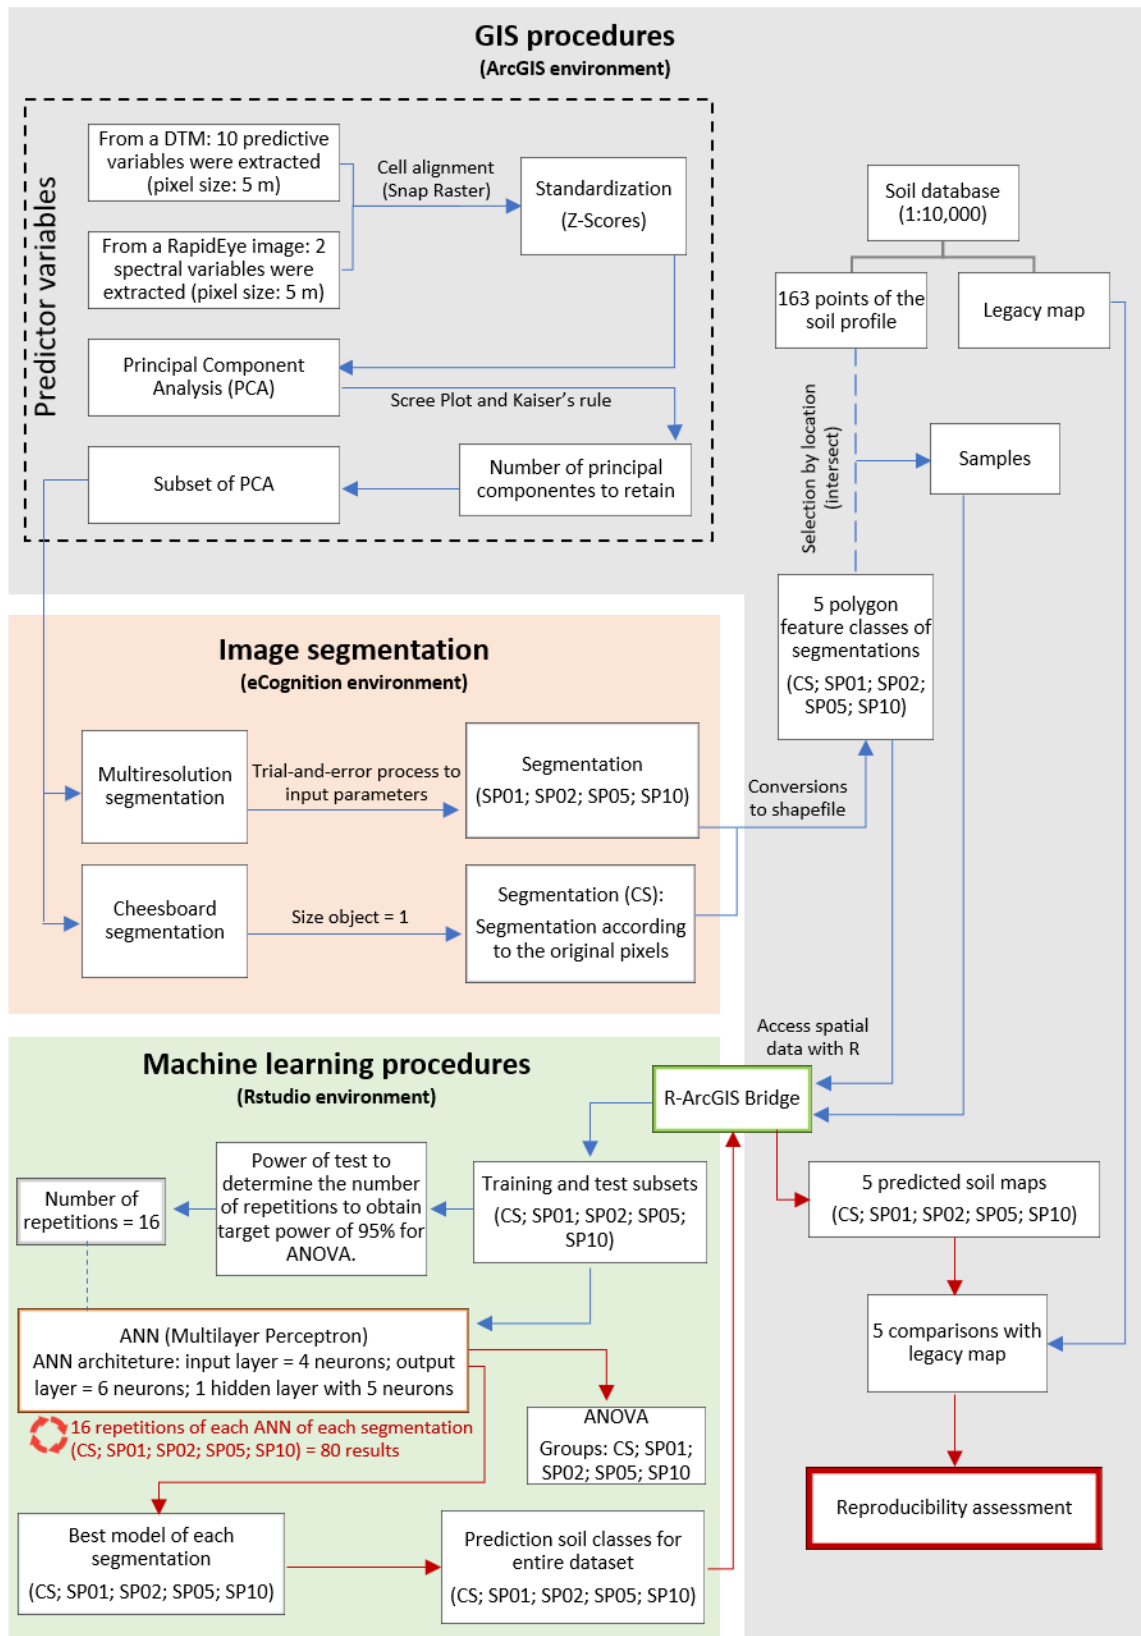 GIS procedures
(ArcGIS environment)
Predictor variables
From a DTM: 10 predictive
variables were extracted
(pixel size: 5 m)
Cell alignment
(Snap Raster)
Standardization
(Z-Scores)
From a RapidEye image: 2
spectral variables were
extracted (pixel size: 5 m)
Principal Component
Analysis (PCA)
Scree Plot and Kaiser's rule
Number of principal
componentes to retain
Subset of PCA
Soil database
(1:10,000)
163 points of the
soil profile
Legacy map
Selection by location
(intersect)
Samples
5 polygon
feature classes of
segmentations
(CS; SP01; SP02;
SP05; SP10)
Image segmentation
(eCognition environment)
Multiresolution
segmentation
Trial-and-error process to
input parameters
Segmentation
(SP01; SP02; SP05; SP10)
Conversions
to shapefile
Cheesboard
segmentation
Size object = 1
Segmentation (CS):
Segmentation according
to the original pixels
Access spatial
data with R
R-ArcGIS Bridge
Machine learning procedures
(Rstudio environment)
Number of
repetitions = 16
Power of test to
determine the number
of repetitions to obtain
target power of 95% for
ANOVA.
Training and test subsets
(CS; SP01; SP02; SP05;
SP10)
ANN (Multilayer Perceptron)
ANN architeture: input layer = 4 neurons; output
layer = 6 neurons; 1 hidden layer with 5 neurons
16 repetitions of each ANN of each segmentation
(CS; SP01; SP02; SP05; SP10) = 80 results
ANOVA
Groups: CS; SP01;
SP02; SP05; SP10
Best model of each
segmentation
(CS; SP01; SP02; SP05; SP10)
Prediction soil classes for
entire dataset
(CS; SP01; SP02; SP05; SP10)
5 predicted soil maps
(CS; SP01; SP02; SP05; SP10)
5 comparisons with
legacy map
Reproducibility assessment